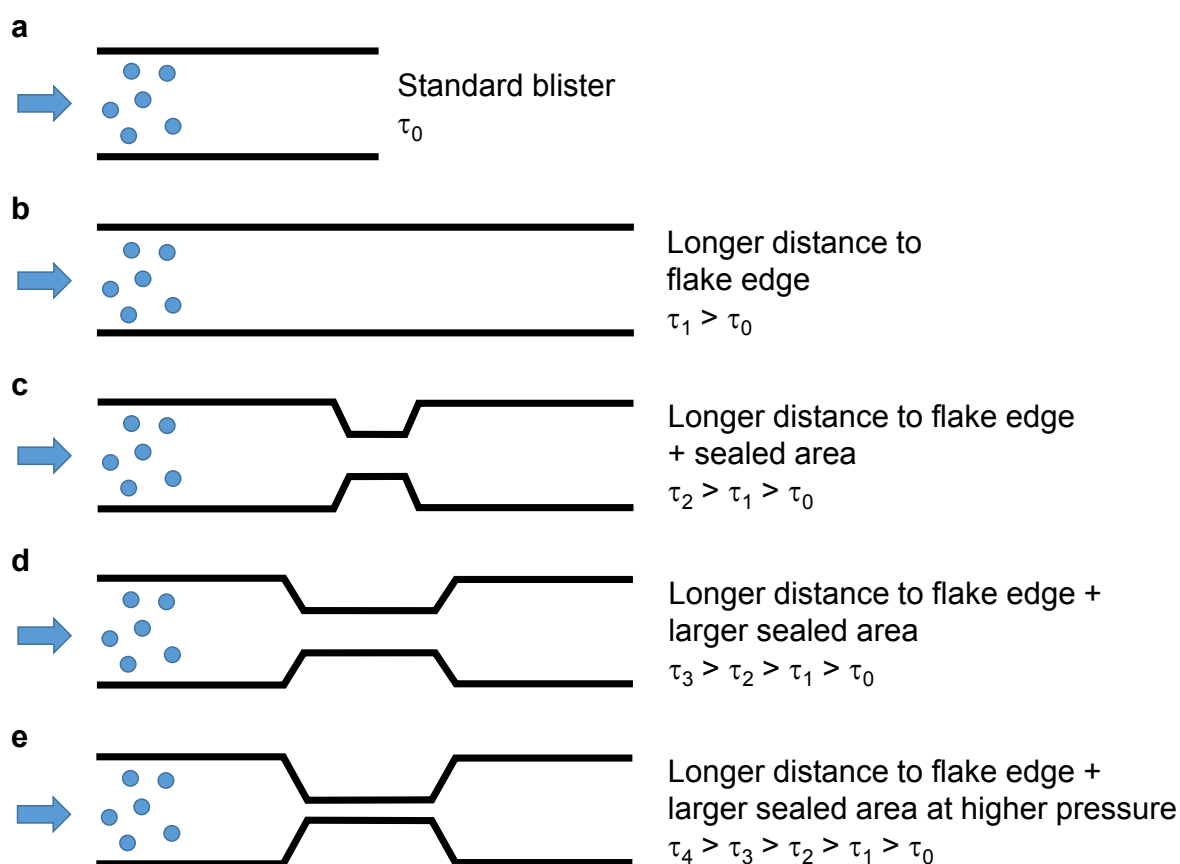 a
Standard blister
τ0
b
Longer distance to
flake edge
τ1 > τ0
c
Longer distance to flake edge
+ sealed area
τ2 > τ1 > τ0
d
Longer distance to flake edge +
larger sealed area
τ3 > τ2 > τ1 > τ0
e
Longer distance to flake edge +
larger sealed area at higher pressure
τ4 > τ3 > τ2 > τ1 > τ0